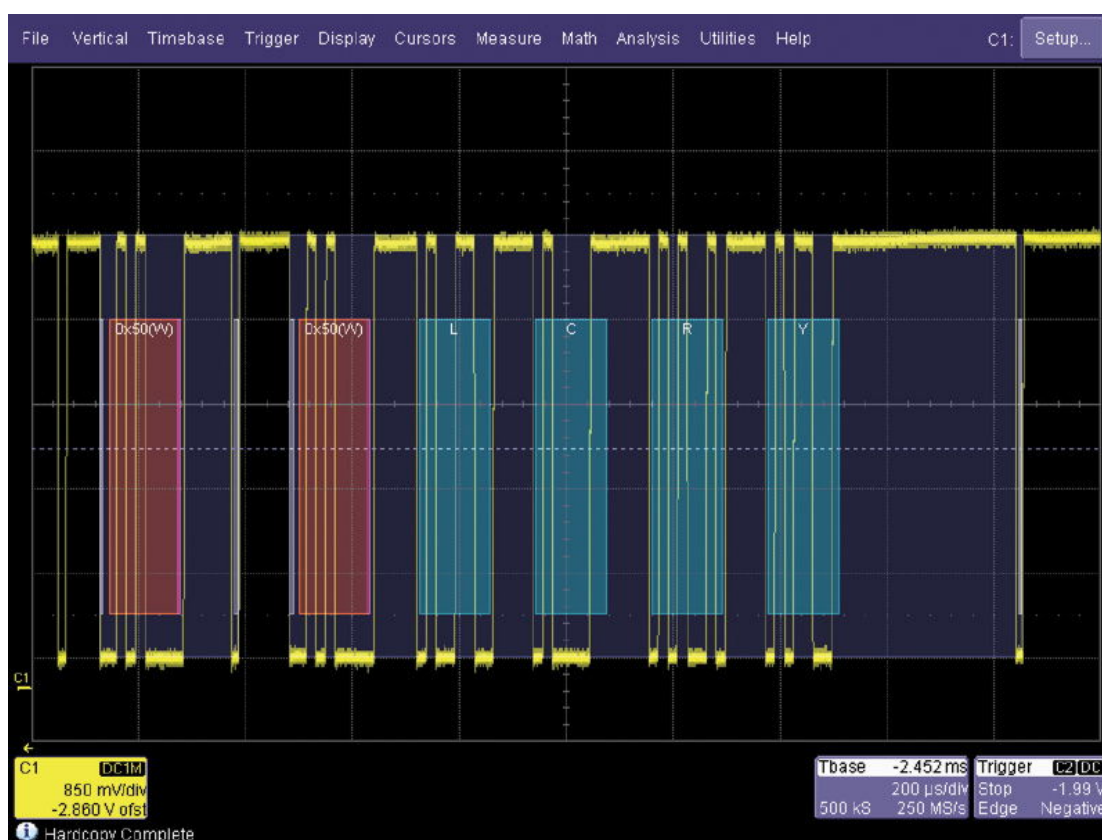 File Vertical Timebase Trigger Display Cursors Measure Math Analysis Utilities Help C1: Setup...
0x50(W) 0x50(W) L C R Y
C1
C1 DC1M
850 mV/div
-2.860 V ofst
Tbase -2.452 ms
200 µs/div
500 kS 250 MS/s
Trigger C2 DC
Stop -1.99 V
Edge Negative
Hardcopy Complete